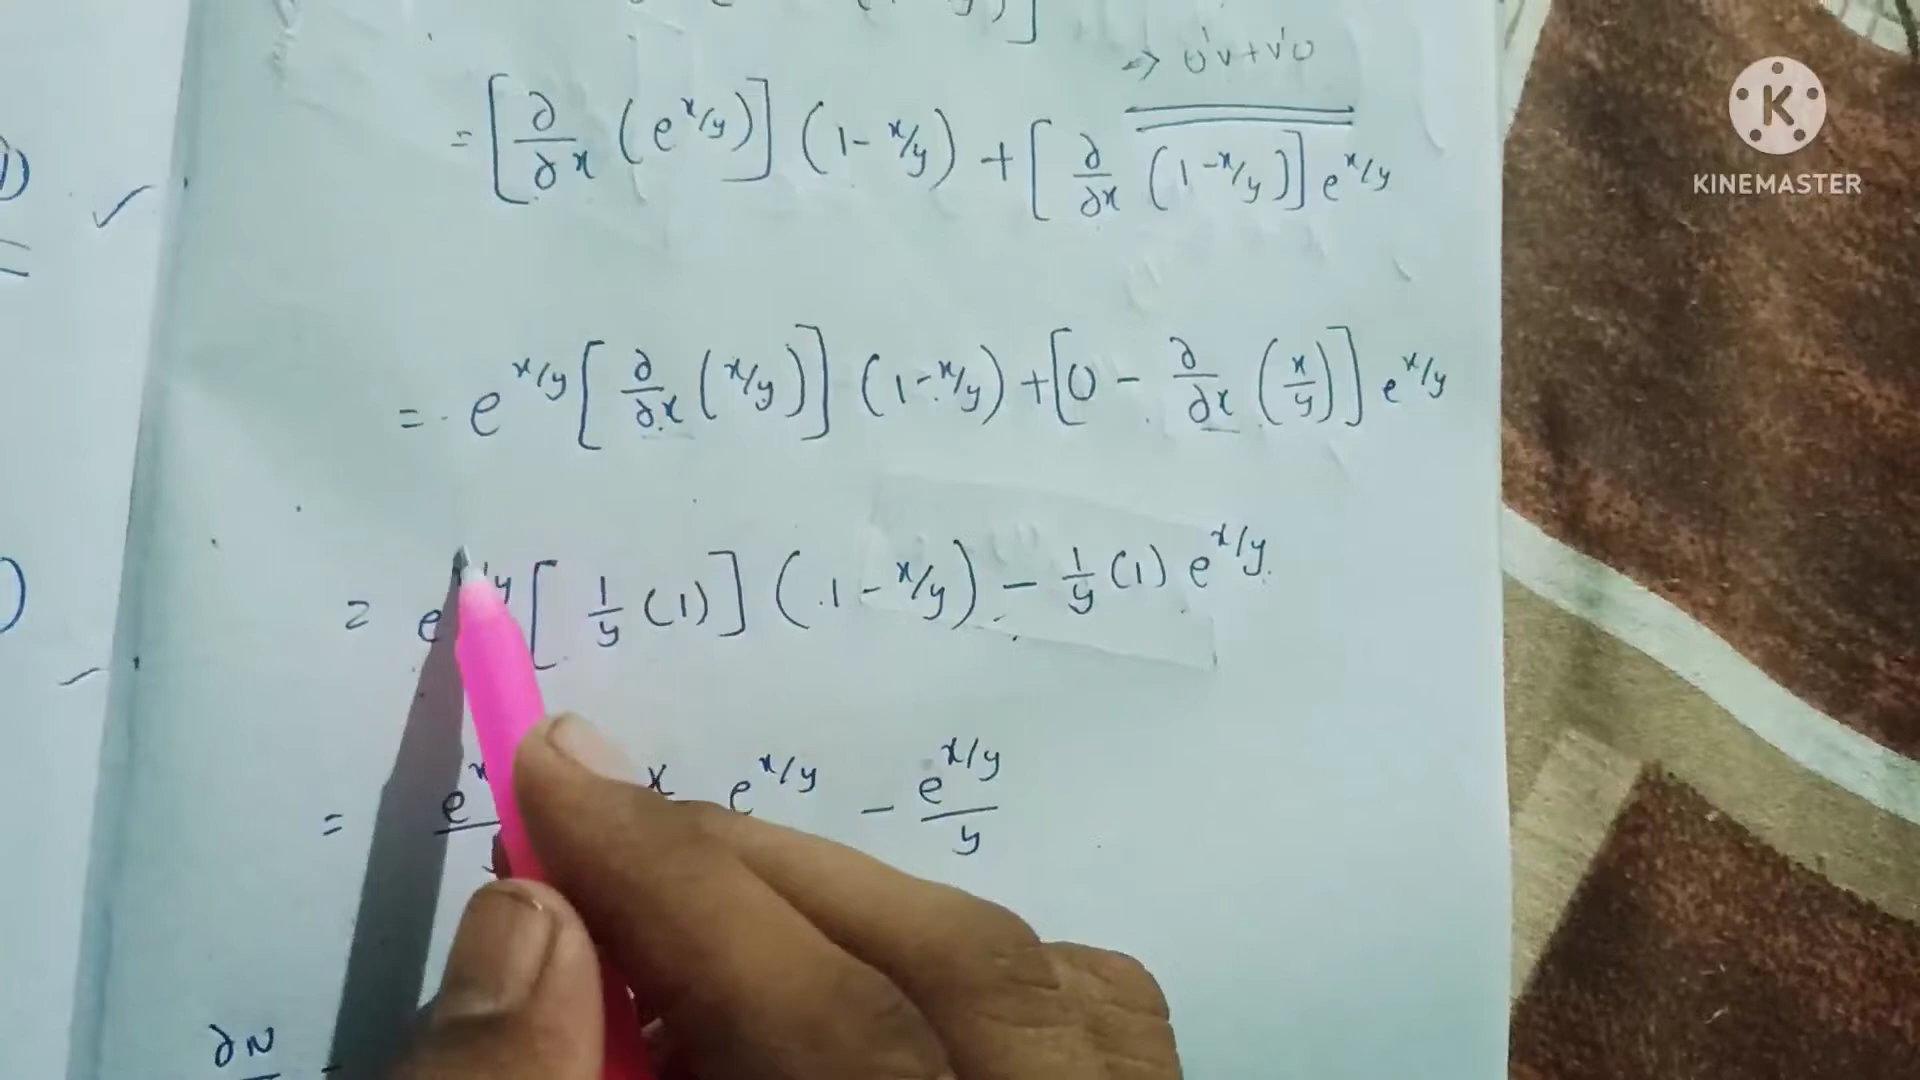 ⇒ U'V + V'U
= [∂/∂x (e^{x/y})] (1 - x/y) + [∂/∂x (1 - x/y)] e^{x/y}
KINEMASTER
= e^{x/y} [∂/∂x (x/y)] (1 - x/y) + [0 - ∂/∂x (x/y)] e^{x/y}
= e [1/y (1)] (1 - x/y) - 1/y (1) e^{x/y}
= e^x x e^{x/y} - e^{x/y}/y
∂N